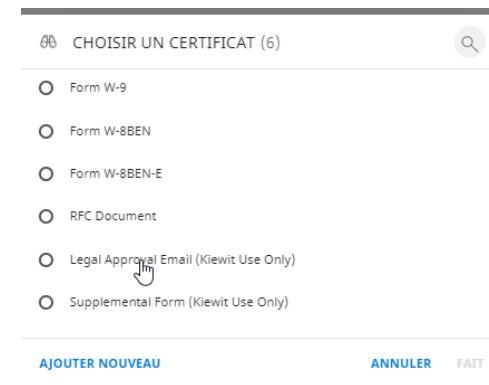 CHOISIR UN CERTIFICAT (6)
Form W-9
Form W-8BEN
Form W-8BEN-E
RFC Document
Legal Approval Email (Kiewit Use Only)
Supplemental Form (Kiewit Use Only)
AJOUTER NOUVEAU ANNULER FAIT